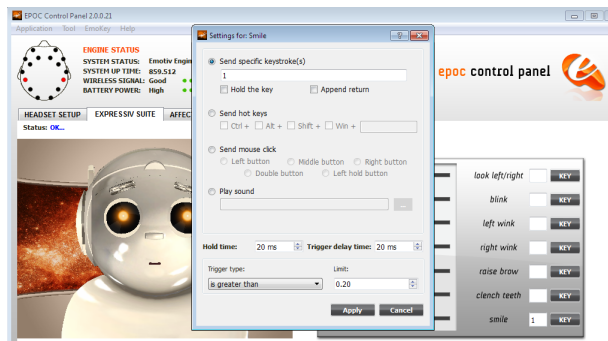 EPOC Control Panel 2.0.0.21
Application Tool EmoKey Help
ENGINE STATUS
SYSTEM STATUS: Emotiv Engin
SYSTEM UP TIME: 859.512
WIRELESS SIGNAL: Good
BATTERY POWER: High
HEADSET SETUP EXPRESSIV SUITE AFFEC
Status: OK...
Settings for: Smile
Send specific keystroke(s)
1
Hold the key Append return
Send hot keys
Ctrl + Alt + Shift + Win +
Send mouse click
Left button Middle button Right button
Double button Left hold button
Play sound
...
Hold time: 20 ms Trigger delay time: 20 ms
Trigger type: Limit:
is greater than 0.20
Apply Cancel
epoc control panel
look left/right KEY
blink KEY
left wink KEY
right wink KEY
raise brow KEY
clench teeth KEY
smile 1 KEY